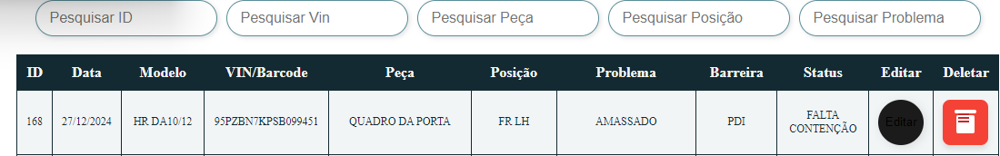 Pesquisar ID Pesquisar Vin Pesquisar Peça Pesquisar Posição Pesquisar Problema
ID Data Modelo VIN/Barcode Peça Posição Problema Barreira Status Editar Deletar
168 27/12/2024 HR DA10/12 95PZBN7KPSB099451 QUADRO DA PORTA FR LH AMASSADO PDI FALTA CONTENÇÃO Editar